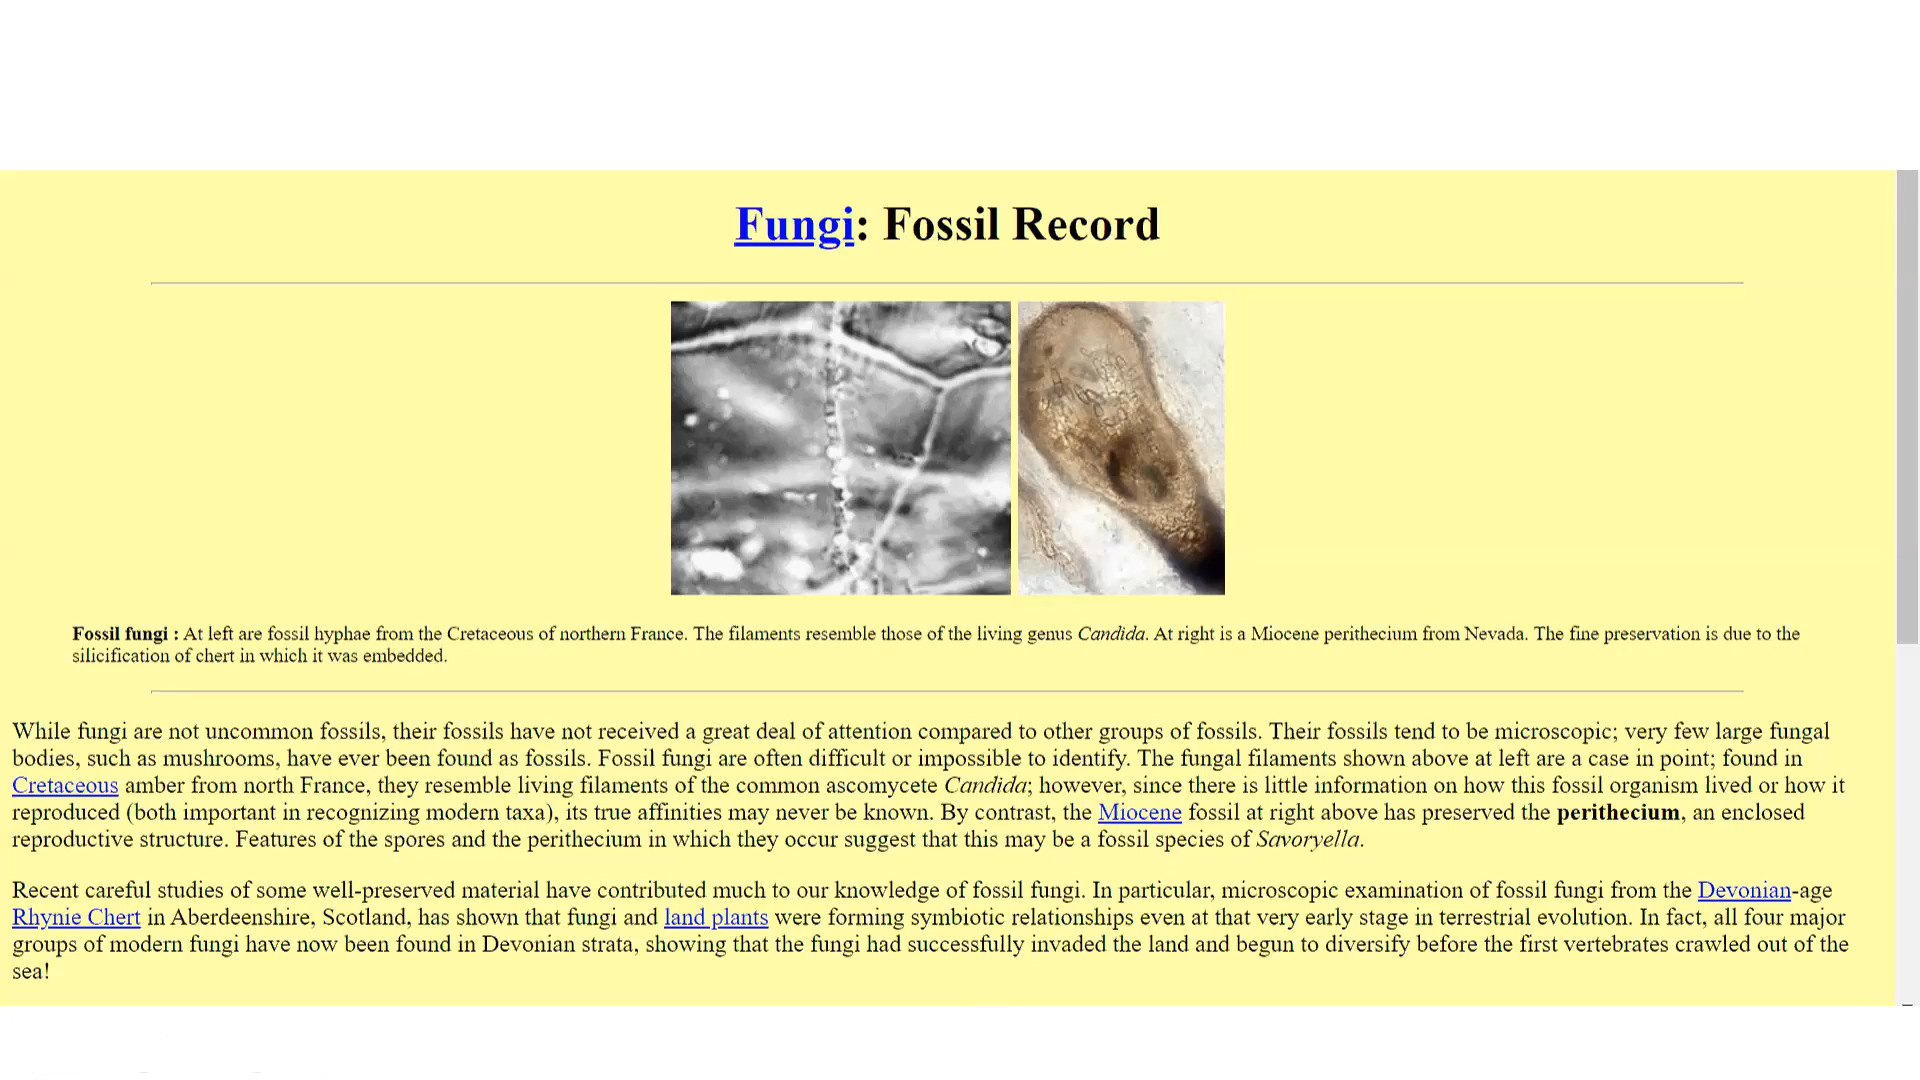 Fungi: Fossil Record
Fossil fungi : At left are fossil hyphae from the Cretaceous of northern France. The filaments resemble those of the living genus Candida. At right is a Miocene perithecium from Nevada. The fine preservation is due to the
silicification of chert in which it was embedded.
While fungi are not uncommon fossils, their fossils have not received a great deal of attention compared to other groups of fossils. Their fossils tend to be microscopic; very few large fungal
bodies, such as mushrooms, have ever been found as fossils. Fossil fungi are often difficult or impossible to identify. The fungal filaments shown above at left are a case in point; found in
Cretaceous amber from north France, they resemble living filaments of the common ascomycete Candida; however, since there is little information on how this fossil organism lived or how it
reproduced (both important in recognizing modern taxa), its true affinities may never be known. By contrast, the Miocene fossil at right above has preserved the perithecium, an enclosed
reproductive structure. Features of the spores and the perithecium in which they occur suggest that this may be a fossil species of Savoryella.
Recent careful studies of some well-preserved material have contributed much to our knowledge of fossil fungi. In particular, microscopic examination of fossil fungi from the Devonian-age
Rhynie Chert in Aberdeenshire, Scotland, has shown that fungi and land plants were forming symbiotic relationships even at that very early stage in terrestrial evolution. In fact, all four major
groups of modern fungi have now been found in Devonian strata, showing that the fungi had successfully invaded the land and begun to diversify before the first vertebrates crawled out of the
sea!